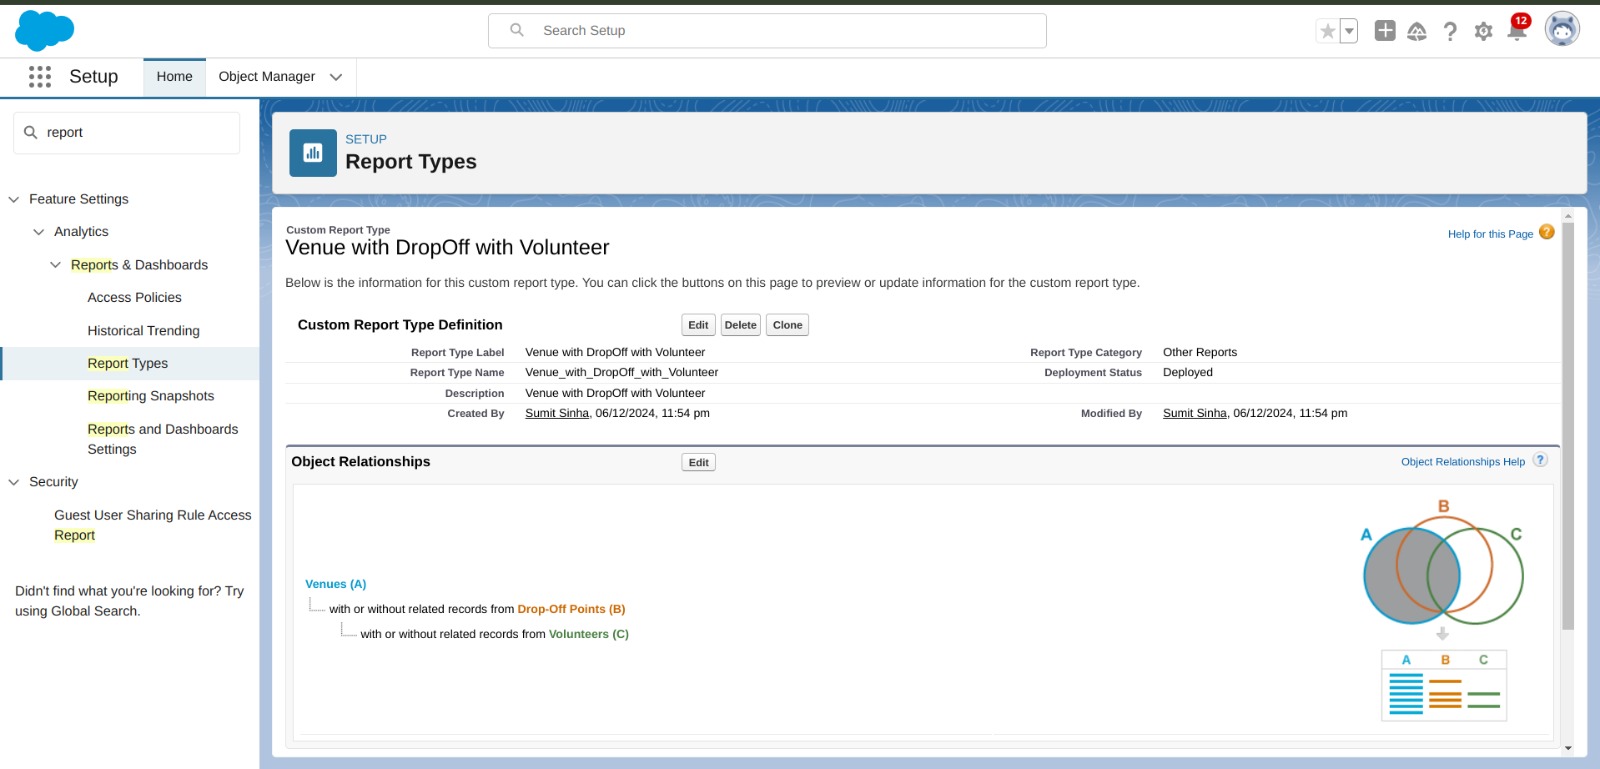 Search Setup
12
Setup
Home
Object Manager
report
Feature Settings
Analytics
Reports & Dashboards
Access Policies
Historical Trending
Report Types
Reporting Snapshots
Reports and Dashboards
Settings
Security
Guest User Sharing Rule Access
Report
Didn't find what you're looking for? Try
using Global Search.
SETUP
Report Types
Custom Report Type
Venue with DropOff with Volunteer
Help for this Page ?
Below is the information for this custom report type. You can click the buttons on this page to preview or update information for the custom report type.
Custom Report Type Definition Edit Delete Clone
Report Type Label Venue with DropOff with Volunteer Report Type Category Other Reports
Report Type Name Venue_with_DropOff_with_Volunteer Deployment Status Deployed
Description Venue with DropOff with Volunteer
Created By Sumit Sinha, 06/12/2024, 11:54 pm Modified By Sumit Sinha, 06/12/2024, 11:54 pm
Object Relationships Edit Object Relationships Help ?
Venues (A)
with or without related records from Drop-Off Points (B)
with or without related records from Volunteers (C)
B
A C
A B C